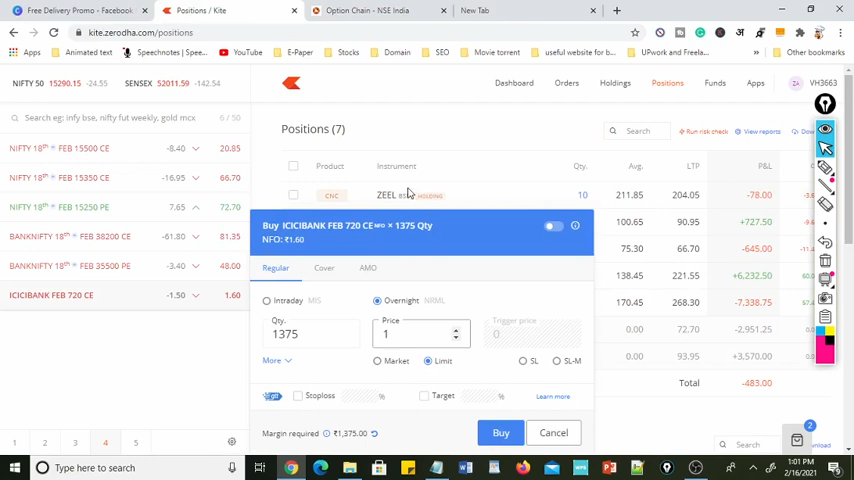 Free Delivery Promo - Facebook
Positions / Kite
Option Chain - NSE India
New Tab
kite.zerodha.com/positions
Apps
Animated text
Speechnotes | Speec...
YouTube
E-Paper
Stocks
Domain
SEO
Movie torrent
useful website for b...
UPwork and Freela...
Other bookmarks
NIFTY 50 15290.15 -24.55
SENSEX 52011.59 -142.54
Dashboard
Orders
Holdings
Positions
Funds
Apps
ZA VH3663
Search eg: infy bse, nifty fut weekly, gold mcx
6 / 50
Positions (7)
Search
Run risk check
View reports
NIFTY 18th FEB 15500 CE -8.40 20.85
Product Instrument Qty. Avg. LTP P&L
NIFTY 18th FEB 15350 CE -16.95 66.70
CNC ZEEL HOLDING 10 211.85 204.05 -78.00
NIFTY 18th FEB 15250 PE 7.65 72.70
Buy ICICIBANK FEB 720 CE NFO × 1375 Qty
100.65 90.95 +727.50
BANKNIFTY 18th FEB 38200 CE -61.80 81.35
NFO: ₹1.60
75.30 66.70 -645.00
BANKNIFTY 18th FEB 35500 PE -3.40 48.00
Regular Cover AMO
138.45 221.55 +6,232.50
ICICIBANK FEB 720 CE -1.50 1.60
Intraday MIS
Overnight NRML
170.45 268.30 -7,338.75
Qty. 1375
Price 1
Trigger price 0
0.00 72.70 -2,951.25
More
Market
Limit
SL
SL-M
0.00 93.95 +3,570.00
Total -483.00
gtt
Stoploss %
Target %
Learn more
Margin required ₹1,375.00
Buy
Cancel
1 2 3 4 5
Search
2
Type here to search
1:01 PM
2/16/2021